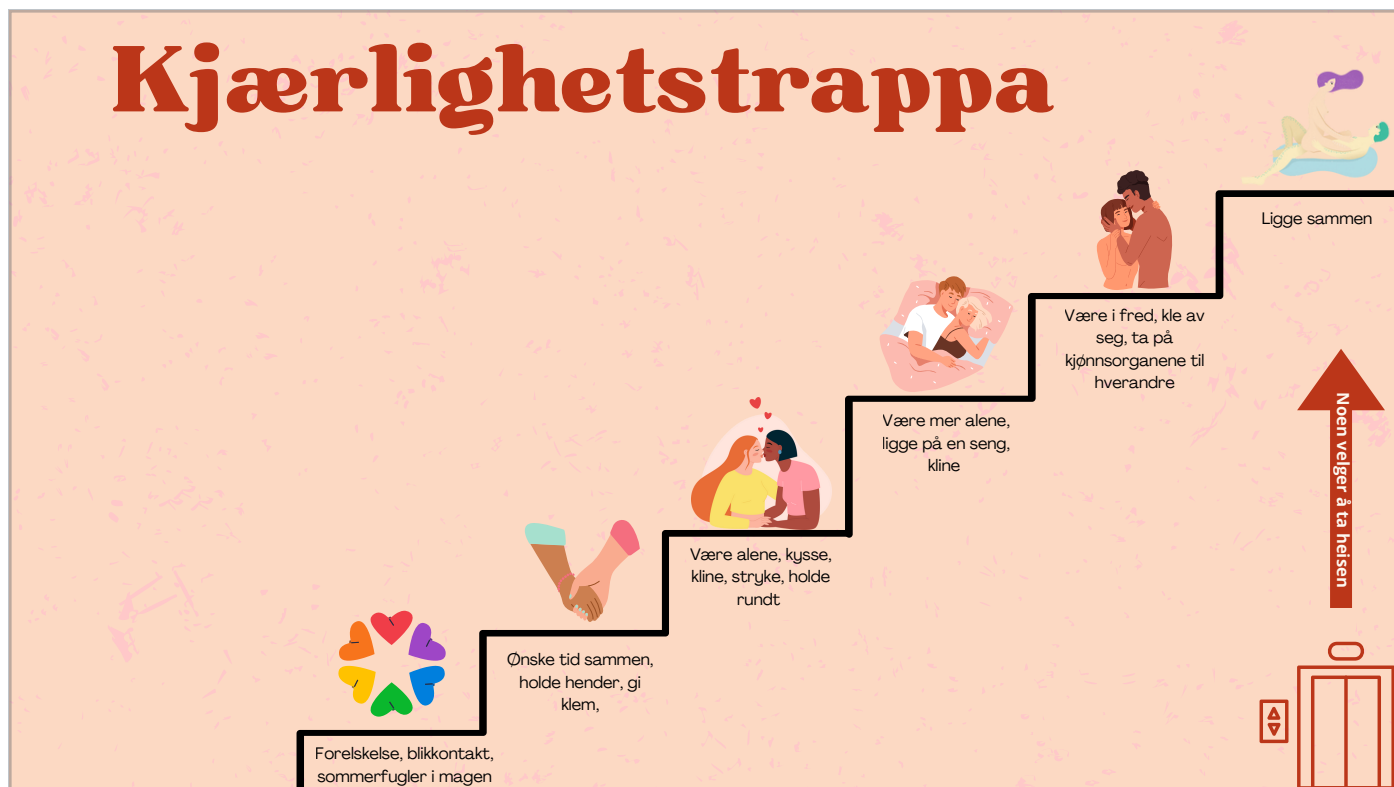 Kjærlighetstrappa
Ligge sammen
Være i fred, kle av
seg, ta på
kjønnsorganene til
hverandre
Være mer alene,
ligge på en seng,
kline
Være alene, kysse,
kline, stryke, holde
rundt
Ønske tid sammen,
holde hender, gi
klem,
Forelskelse, blikkontakt,
sommerfugler i magen
Noen velger å ta heisen